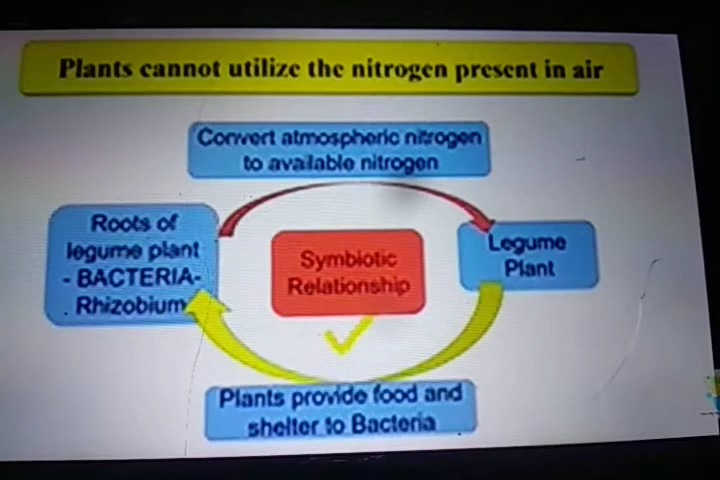 Plants cannot utilize the nitrogen present in air
Convert atmospheric nitrogen
to available nitrogen
Roots of
legume plant
- BACTERIA-
. Rhizobium
Symbiotic
Relationship
Legume
Plant
Plants provide food and
shelter to Bacteria